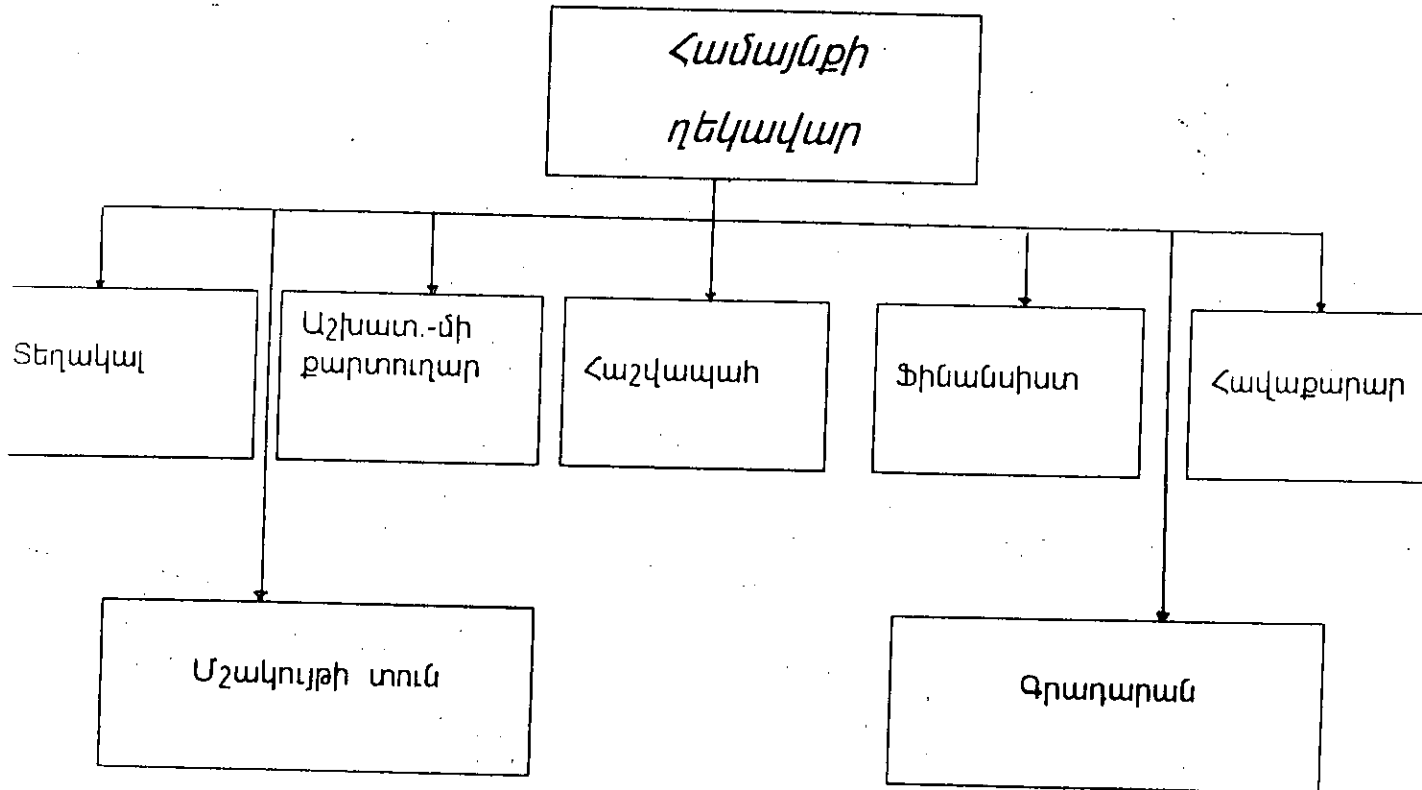 Համայնքի
ղեկավար
Տեղակալ
Աշխատ.-մի
քարտուղար
Հաշվապահ
Ֆինանսիստ
Հավաքարար
Մշակույթի տուն
Գրադարան